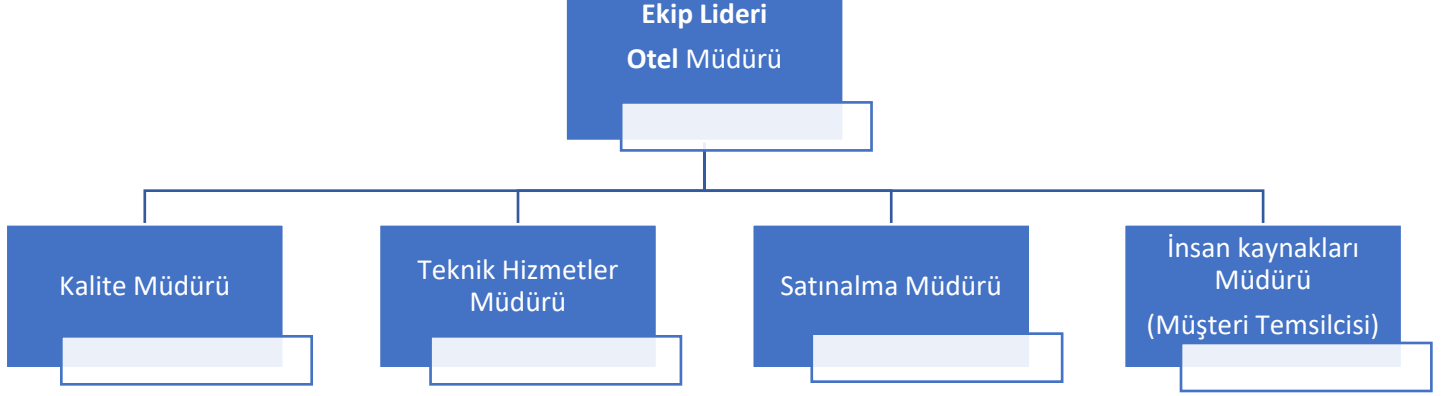 Ekip Lideri
Otel Müdürü
Kalite Müdürü
Teknik Hizmetler
Müdürü
Satınalma Müdürü
İnsan kaynakları
Müdürü
(Müşteri Temsilcisi)